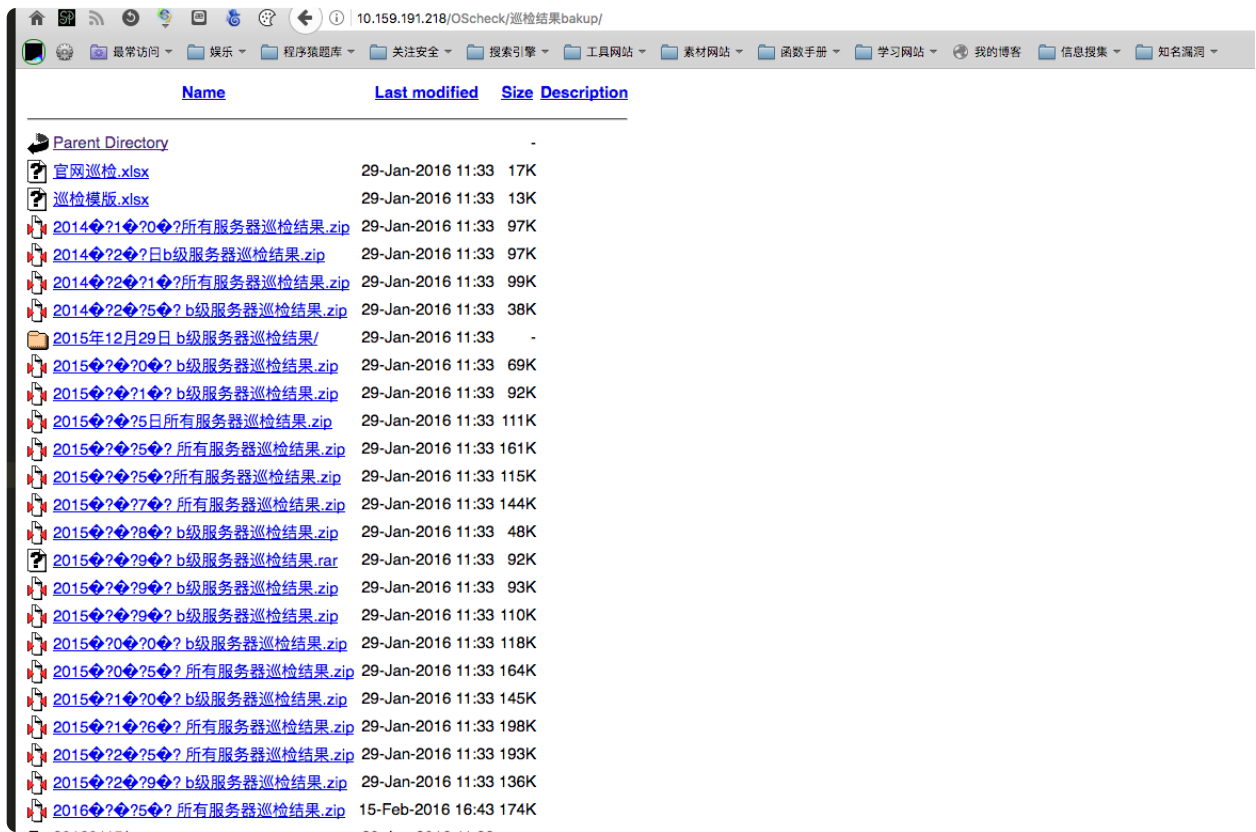 10.159.191.218/OScheck/巡检结果bakup/
最常访问 娱乐 程序猿题库 关注安全 搜索引擎 工具网站 素材网站 函数手册 学习网站 我的博客 信息搜集 知名漏洞
Name Last modified Size Description
Parent Directory -
官网巡检.xlsx 29-Jan-2016 11:33 17K
巡检模版.xlsx 29-Jan-2016 11:33 13K
2014�?1�?0�?所有服务器巡检结果.zip 29-Jan-2016 11:33 97K
2014�?2�?日b级服务器巡检结果.zip 29-Jan-2016 11:33 97K
2014�?2�?1�?所有服务器巡检结果.zip 29-Jan-2016 11:33 99K
2014�?2�?5�? b级服务器巡检结果.zip 29-Jan-2016 11:33 38K
2015年12月29日 b级服务器巡检结果/ 29-Jan-2016 11:33 -
2015�?�?0�? b级服务器巡检结果.zip 29-Jan-2016 11:33 69K
2015�?�?1�? b级服务器巡检结果.zip 29-Jan-2016 11:33 92K
2015�?�?5日所有服务器巡检结果.zip 29-Jan-2016 11:33 111K
2015�?�?5�? 所有服务器巡检结果.zip 29-Jan-2016 11:33 161K
2015�?�?5�?所有服务器巡检结果.zip 29-Jan-2016 11:33 115K
2015�?�?7�? 所有服务器巡检结果.zip 29-Jan-2016 11:33 144K
2015�?�?8�? b级服务器巡检结果.zip 29-Jan-2016 11:33 48K
2015�?�?9�? b级服务器巡检结果.rar 29-Jan-2016 11:33 92K
2015�?�?9�? b级服务器巡检结果.zip 29-Jan-2016 11:33 93K
2015�?�?9�? b级服务器巡检结果.zip 29-Jan-2016 11:33 110K
2015�?0�?0�? b级服务器巡检结果.zip 29-Jan-2016 11:33 118K
2015�?0�?5�? 所有服务器巡检结果.zip 29-Jan-2016 11:33 164K
2015�?1�?0�? b级服务器巡检结果.zip 29-Jan-2016 11:33 145K
2015�?1�?6�? 所有服务器巡检结果.zip 29-Jan-2016 11:33 198K
2015�?2�?5�? 所有服务器巡检结果.zip 29-Jan-2016 11:33 193K
2015�?2�?9�? b级服务器巡检结果.zip 29-Jan-2016 11:33 136K
2016�?�?5�? 所有服务器巡检结果.zip 15-Feb-2016 16:43 174K